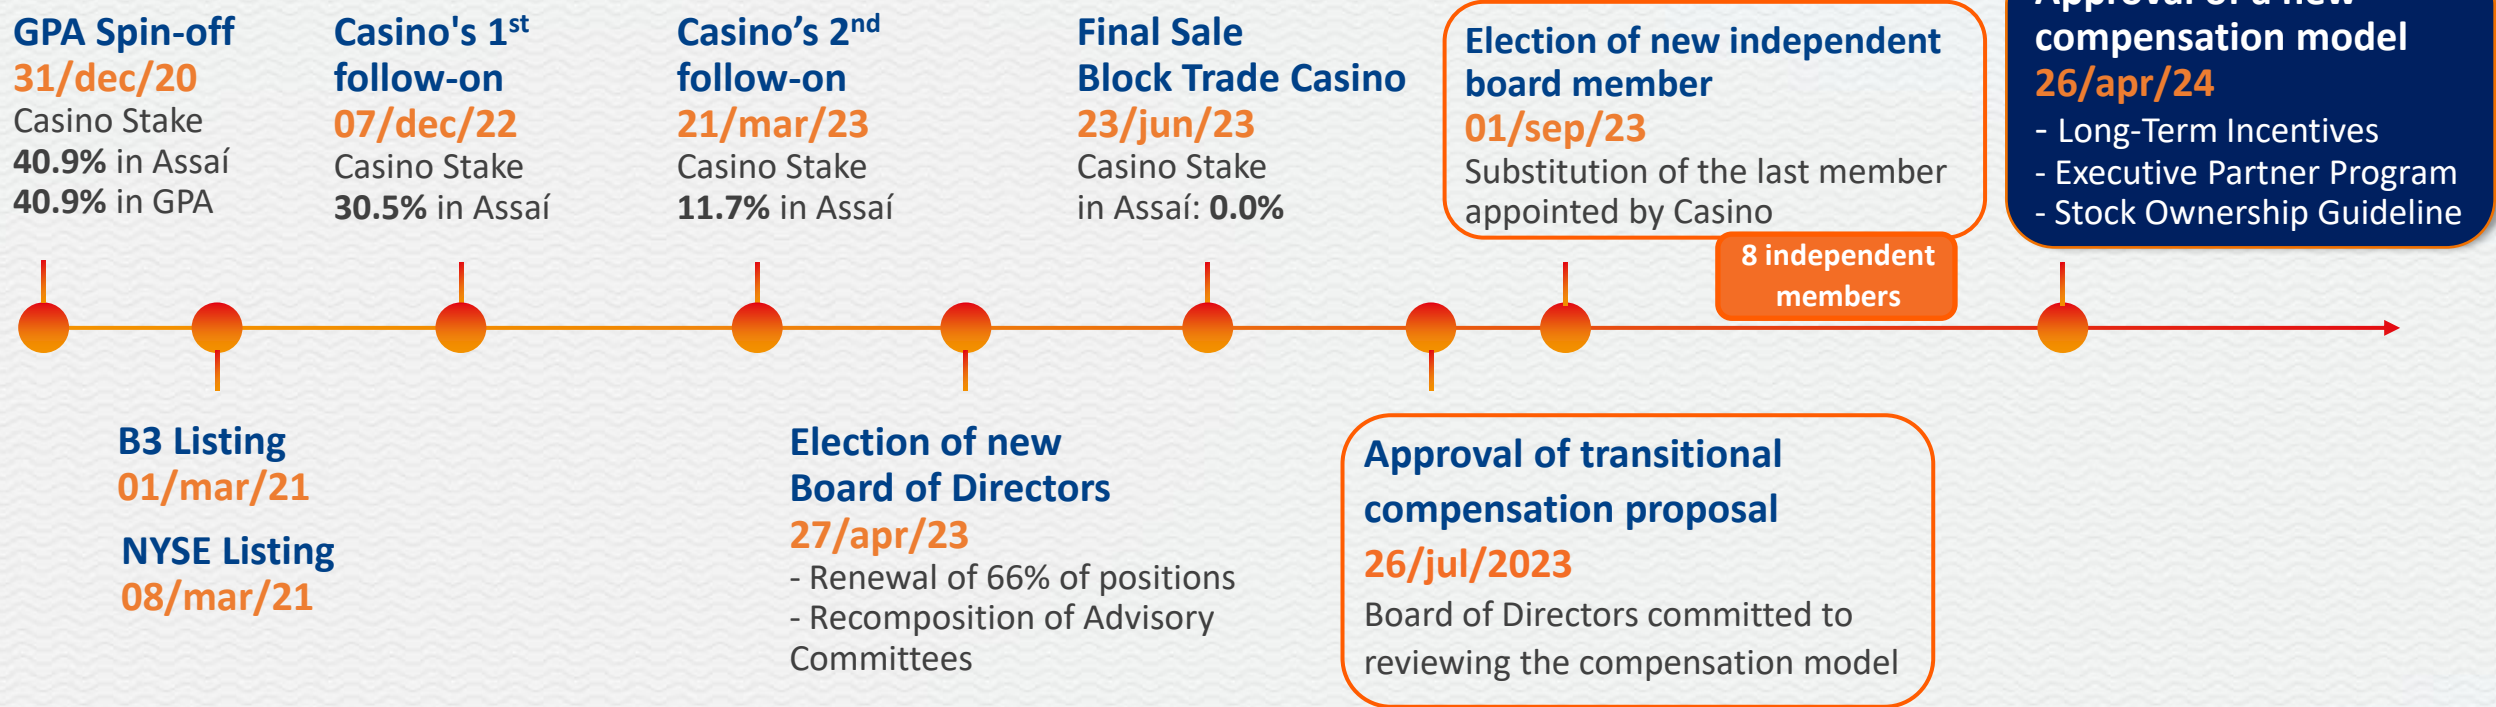 GPA Spin-off
31/dec/20
Casino Stake
40.9% in Assaí
40.9% in GPA
B3 Listing
01/mar/21
NYSE Listing
08/mar/21
Casino's 1st
follow-on
07/dec/22
Casino Stake
30.5% in Assaí
Casino’s 2nd
follow-on
21/mar/23
Casino Stake
11.7% in Assaí
Election of new
Board of Directors
27/apr/23
- Renewal of 66% of positions
- Recomposition of Advisory
Committees
Final Sale
Block Trade Casino
23/jun/23
Casino Stake
in Assaí: 0.0%
Approval of transitional
compensation proposal
26/jul/2023
Board of Directors committed to
reviewing the compensation model
Election of new independent
board member
01/sep/23
Substitution of the last member
appointed by Casino
8 independent
members
Approval of a new
compensation model
26/apr/24
- Long-Term Incentives
- Executive Partner Program
- Stock Ownership Guideline